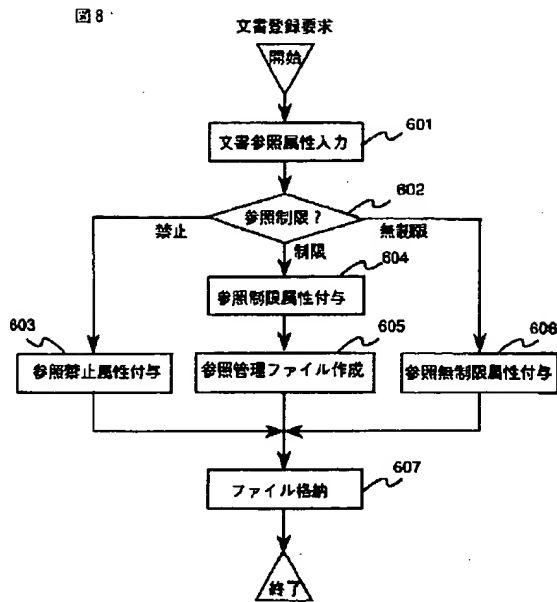 図8
文書登録要求
開始
文書参照属性入力
601
参照制限?
602
禁止
制限
無制限
604
参照制限属性付与
603
605
606
参照禁止属性付与
参照管理ファイル作成
参照無制限属性付与
607
ファイル格納
終了